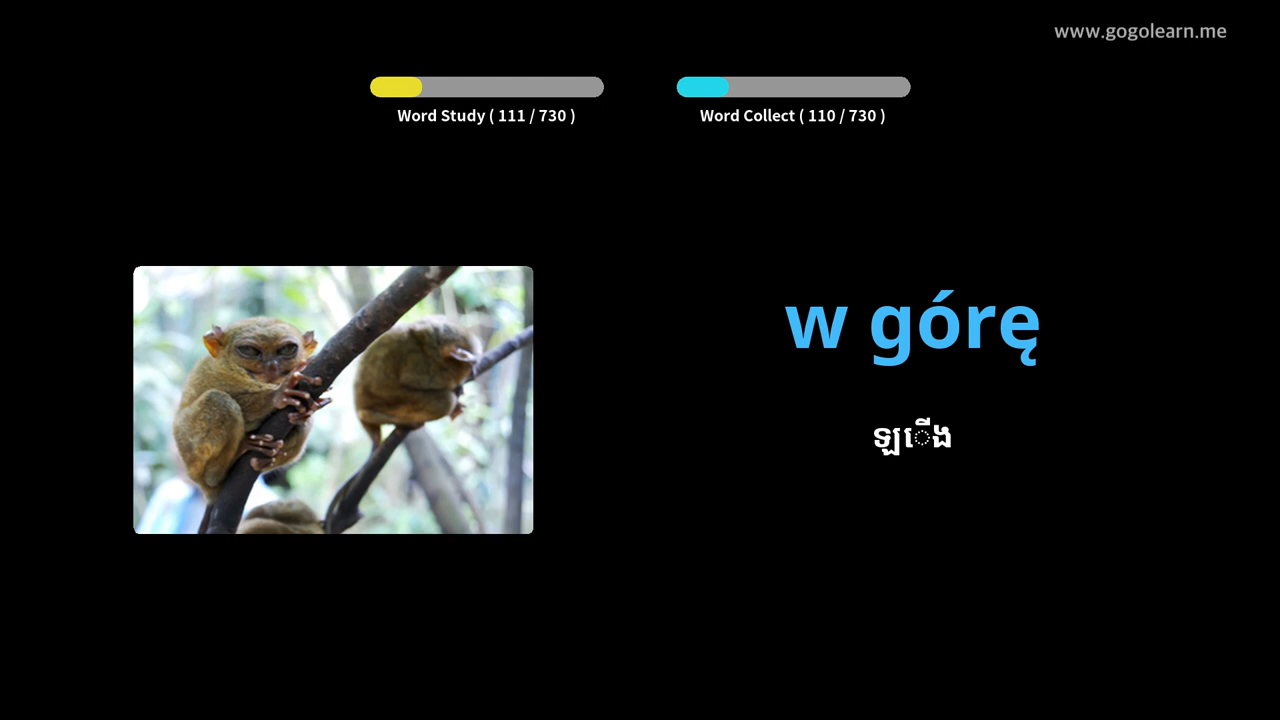 www.gogolearn.me
Word Study ( 111 / 730 )
Word Collect ( 110 / 730 )
w górę
ឡើង